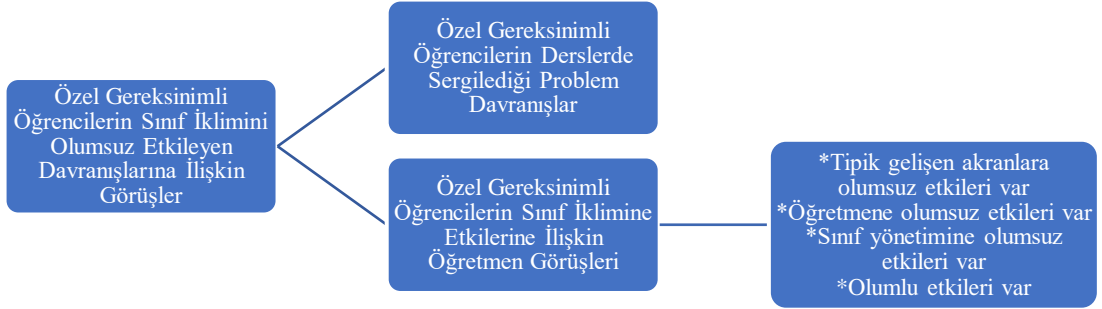 Özel Gereksinimli
Öğrencilerin Sınıf İklimini
Olumsuz Etkileyen
Davranışlarına İlişkin
Görüşler
Özel Gereksinimli
Öğrencilerin Derslerde
Sergilediği Problem
Davranışlar
Özel Gereksinimli
Öğrencilerin Sınıf İklimine
Etkilerine İlişkin
Öğretmen Görüşleri
*Tipik gelişen akranlara
olumsuz etkileri var
*Öğretmene olumsuz etkileri var
*Sınıf yönetimine olumsuz
etkileri var
*Olumlu etkileri var